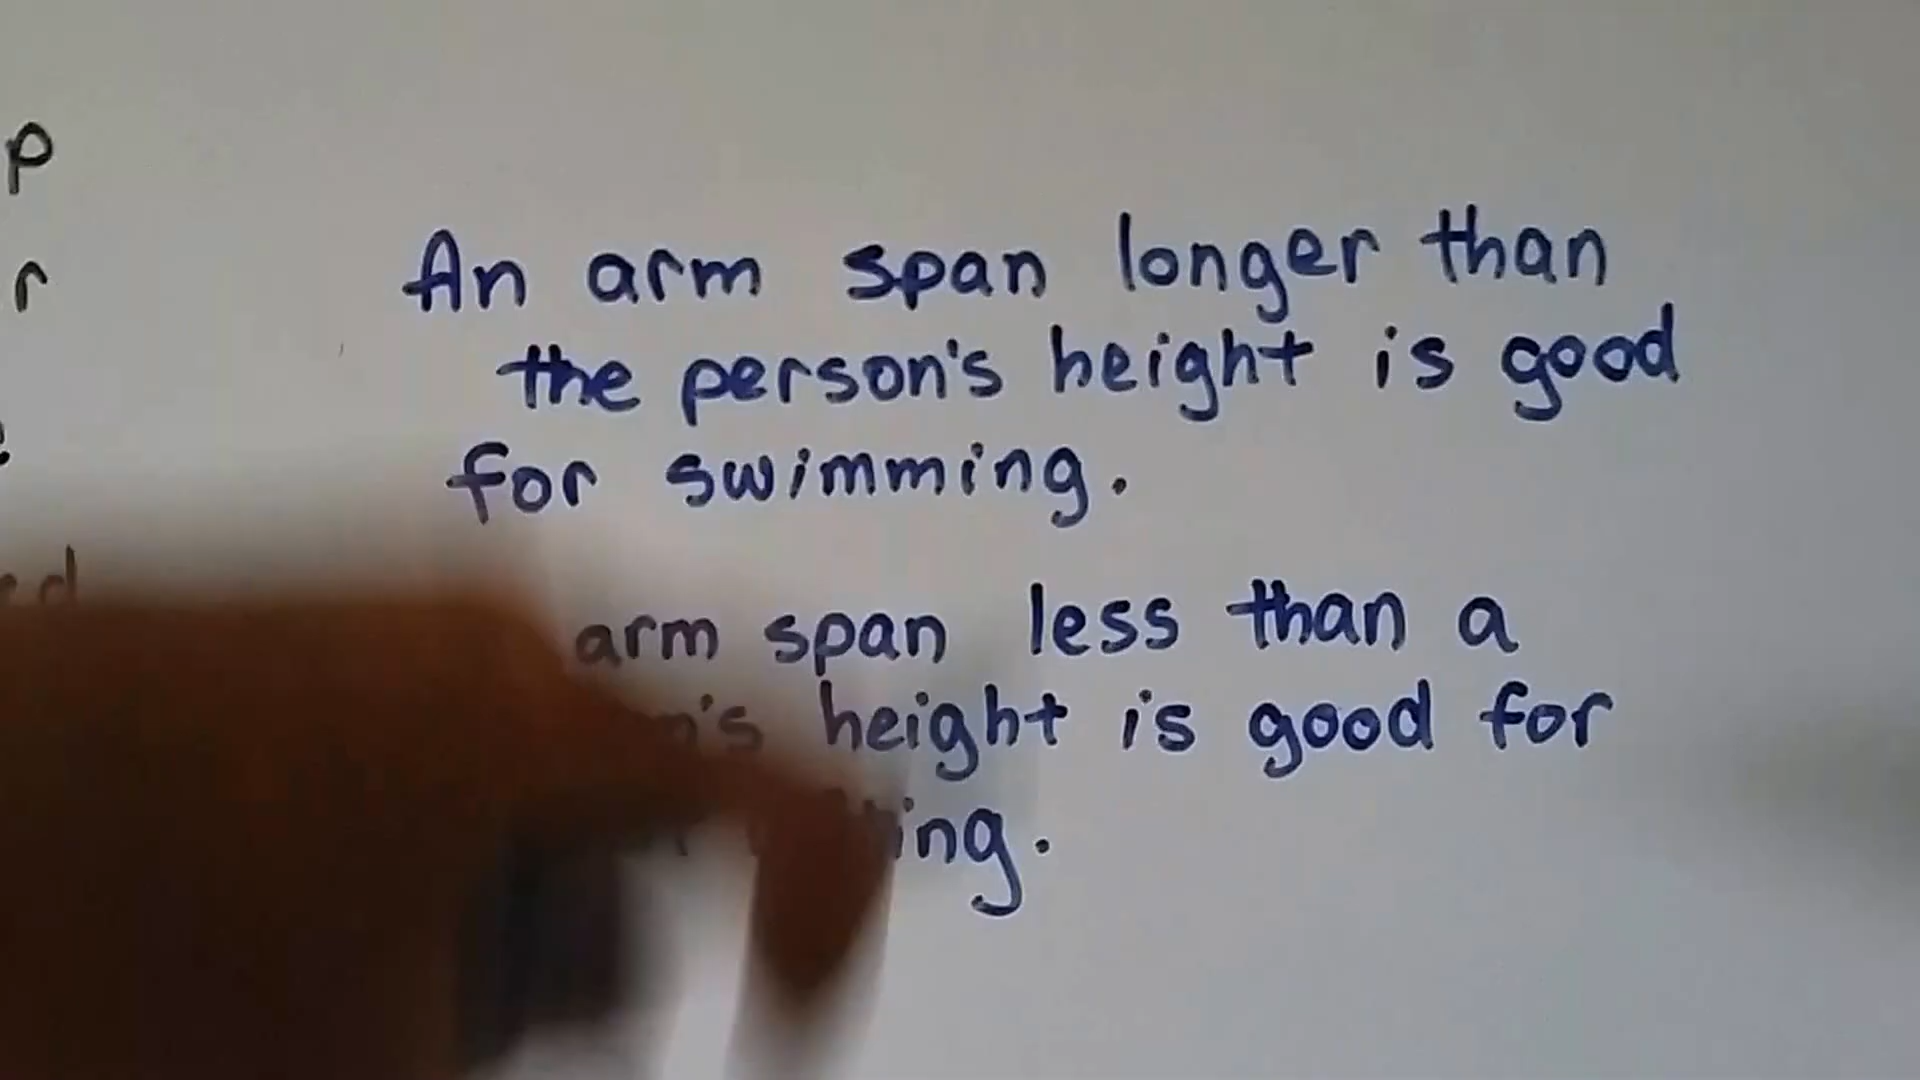 p
r
An arm span longer than
the person's height is good
for swimming.
arm span less than a
height is good for